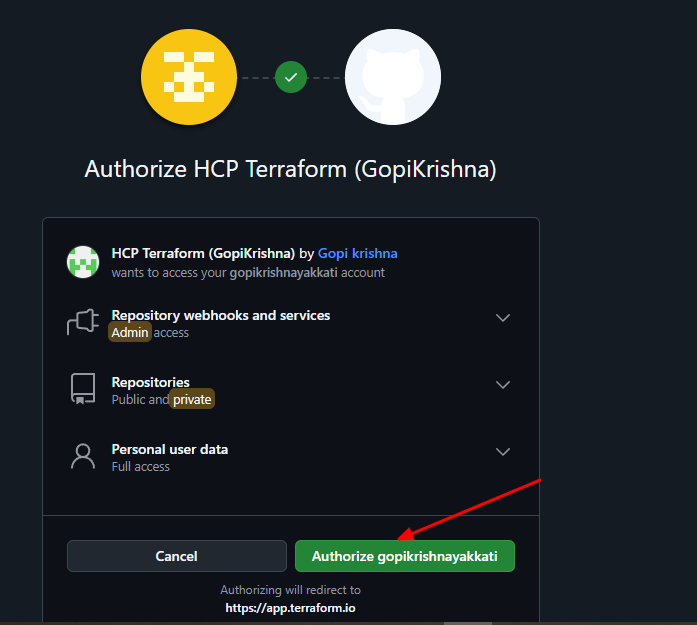 Authorize HCP Terraform (GopiKrishna)
HCP Terraform (GopiKrishna) by Gopi krishna
wants to access your gopikrishnayakkati account
Repository webhooks and services
Admin access
Repositories
Public and private
Personal user data
Full access
Cancel
Authorize gopikrishnayakkati
Authorizing will redirect to
https://app.terraform.io